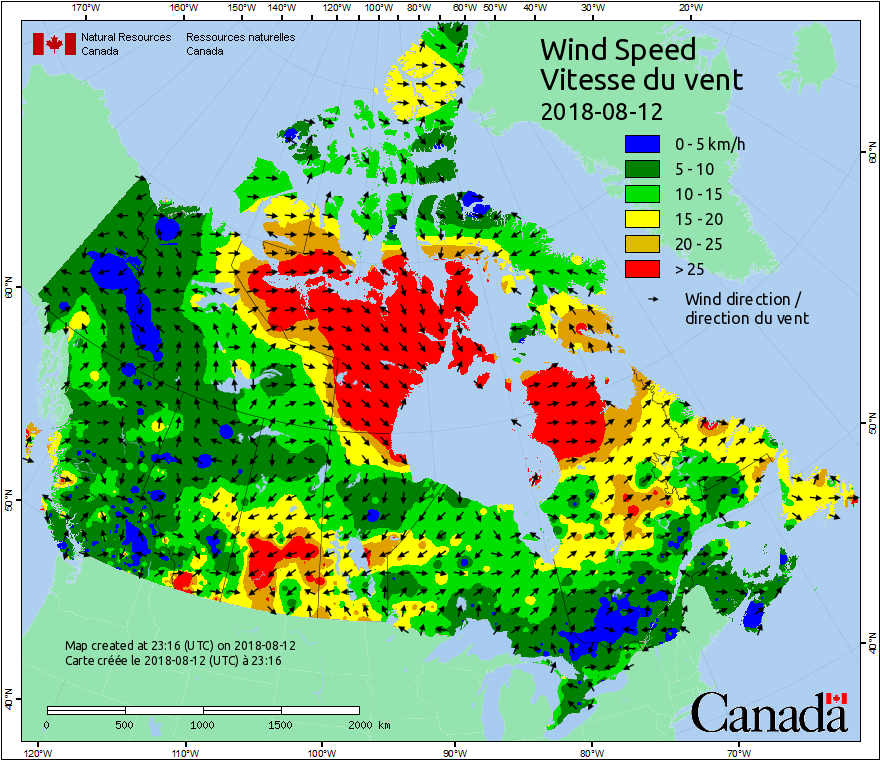 170°W 160°W 150°W 140°W 130°W 120°W 110°W 100°W 90°W 80°W 70°W 60°W 50°W 40°W 30°W 20°W
Natural Resources Ressources naturelles
Canada Canada
Wind Speed
Vitesse du vent
2018-08-12
0 - 5 km/h
5 - 10
10 - 15
15 - 20
20 - 25
> 25
Wind direction /
direction du vent
60°N
60°N
50°N
50°N
40°N
40°N
Map created at 23:16 (UTC) on 2018-08-12
Carte créée le 2018-08-12 (UTC) à 23:16
0 500 1000 1500 2000 km
Canada
120°W 110°W 100°W 90°W 80°W 70°W